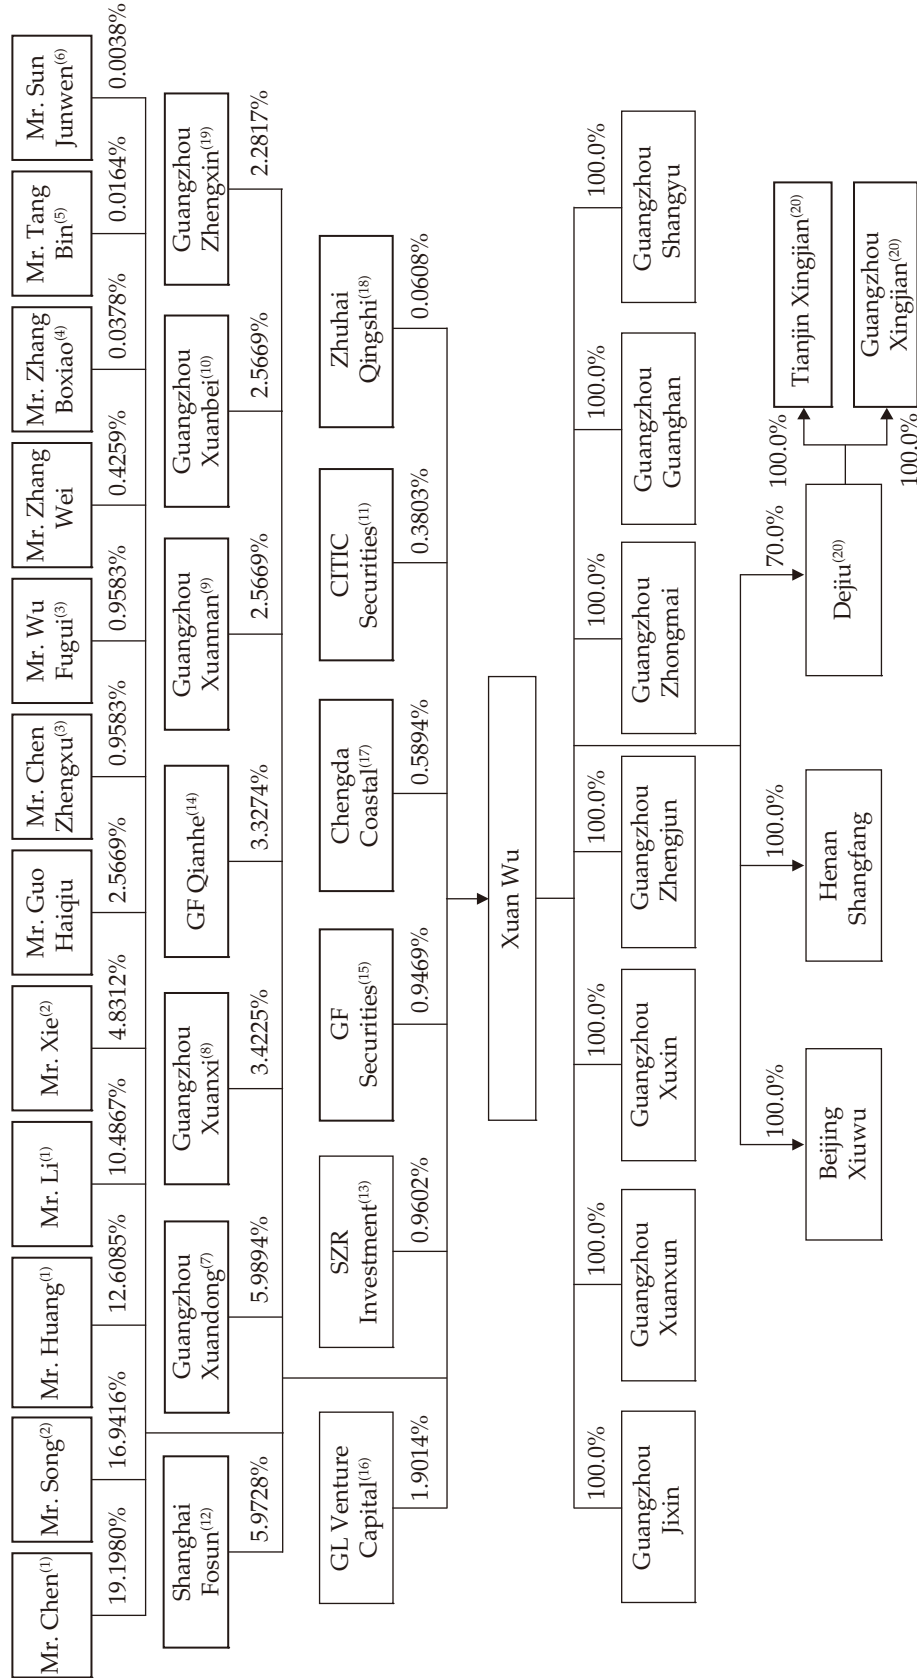 Mr. Chen(1)
19.1980%
Mr. Song(2)
16.9416%
Mr. Huang(1)
12.6085%
Mr. Li(1)
10.4867%
Mr. Xie(2)
4.8312%
Mr. Guo
Haiqiu
2.5669%
Mr. Chen
Zhengxu(3)
0.9583%
Mr. Wu
Fugui(3)
0.9583%
Mr. Zhang
Wei
0.4259%
Mr. Zhang
Boxiao(4)
0.0378%
Mr. Tang
Bin(5)
0.0164%
Mr. Sun
Junwen(6)
0.0038%
Shanghai
Fosun(12)
5.9728%
Guangzhou
Xuandong(7)
5.9894%
Guangzhou
Xuanxi(8)
3.4225%
GF Qianhe(14)
3.3274%
Guangzhou
Xuannan(9)
2.5669%
Guangzhou
Xuanbei(10)
2.5669%
Guangzhou
Zhengxin(19)
2.2817%
GL Venture
Capital(16)
1.9014%
SZR
Investment(13)
0.9602%
GF
Securities(15)
0.9469%
Chengda
Coastal(17)
0.5894%
CITIC
Securities(11)
0.3803%
Zhuhai
Qingshi(18)
0.0608%
Xuan Wu
100.0%
Guangzhou
Jixin
100.0%
Guangzhou
Xuanxun
100.0%
Guangzhou
Xuxin
100.0%
Guangzhou
Zhengjun
100.0%
Guangzhou
Zhongmai
100.0%
Guangzhou
Guanghan
100.0%
Guangzhou
Shangyu
100.0%
Beijing
Xiuwu
100.0%
Henan
Shangfang
70.0%
Dejiu(20)
100.0%
Tianjin Xingjian(20)
100.0%
Guangzhou
Xingjian(20)